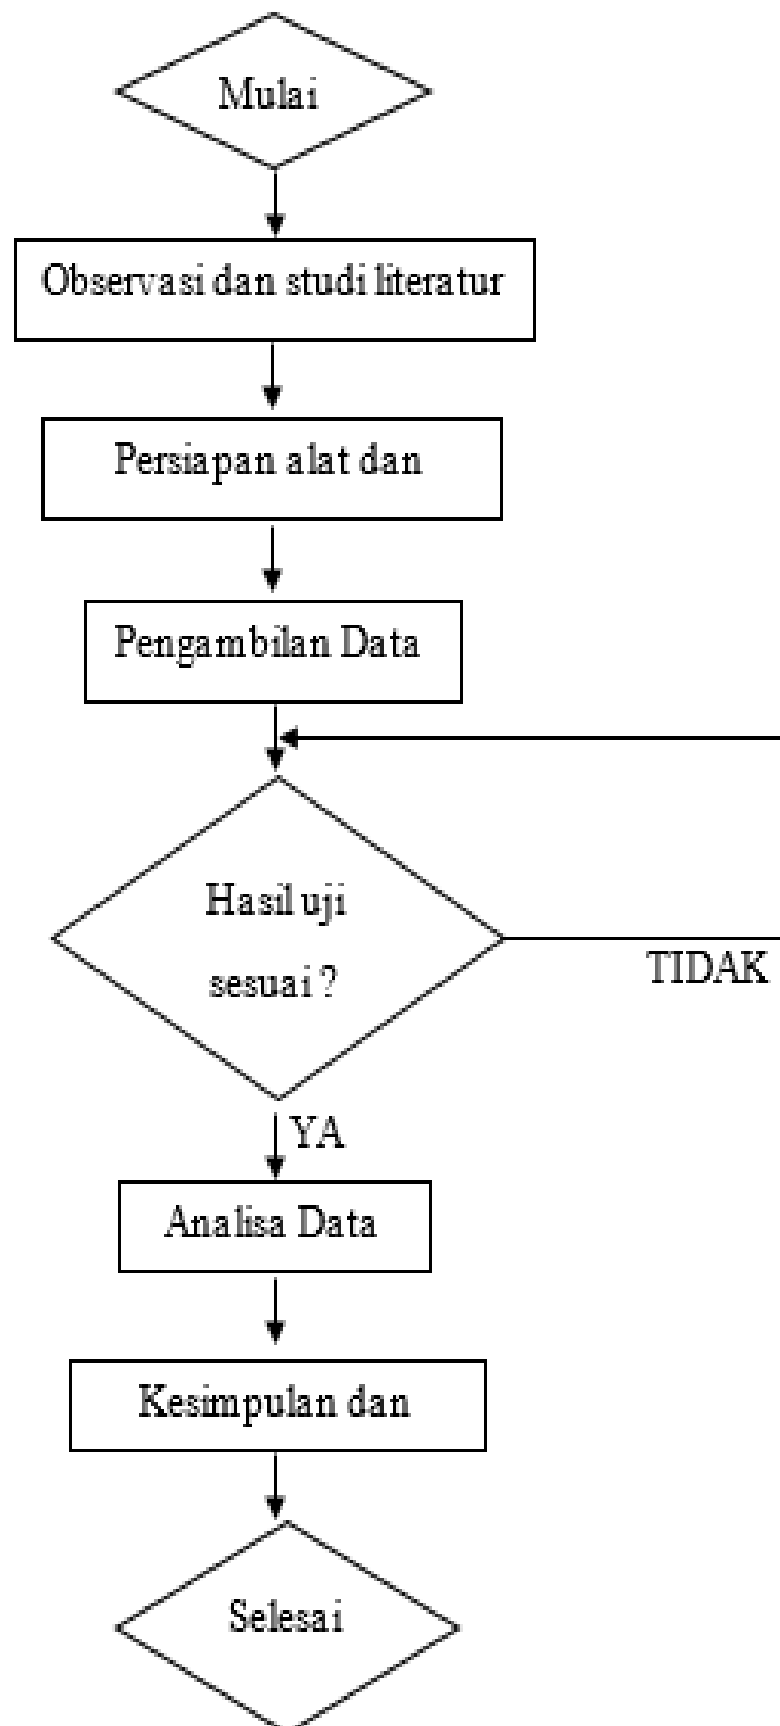 Mulai
Observasi dan studi literatur
Persiapan alat dan
Pengambilan Data
Hasil uji
sesuai ?
TIDAK
YA
Analisa Data
Kesimpulan dan
Selesai